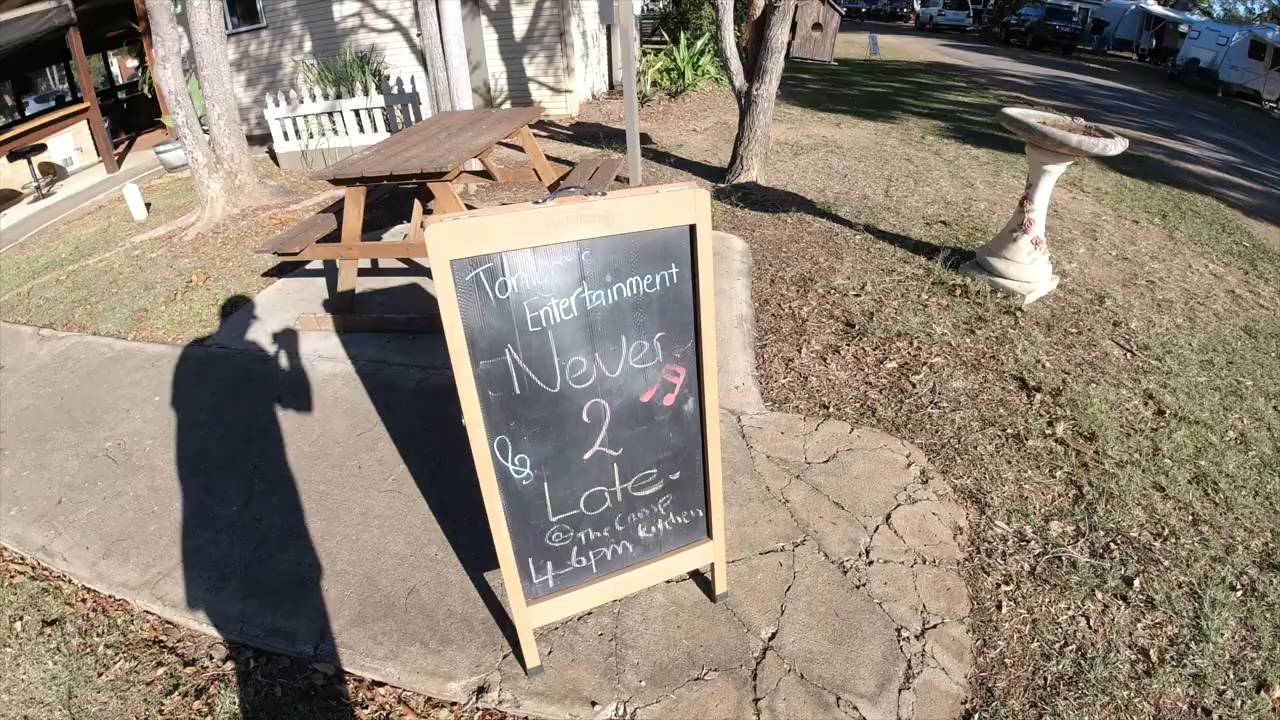 Tonight's
Entertainment
Never
2
Late-
@ The Camp
Kitchen
4-6pm